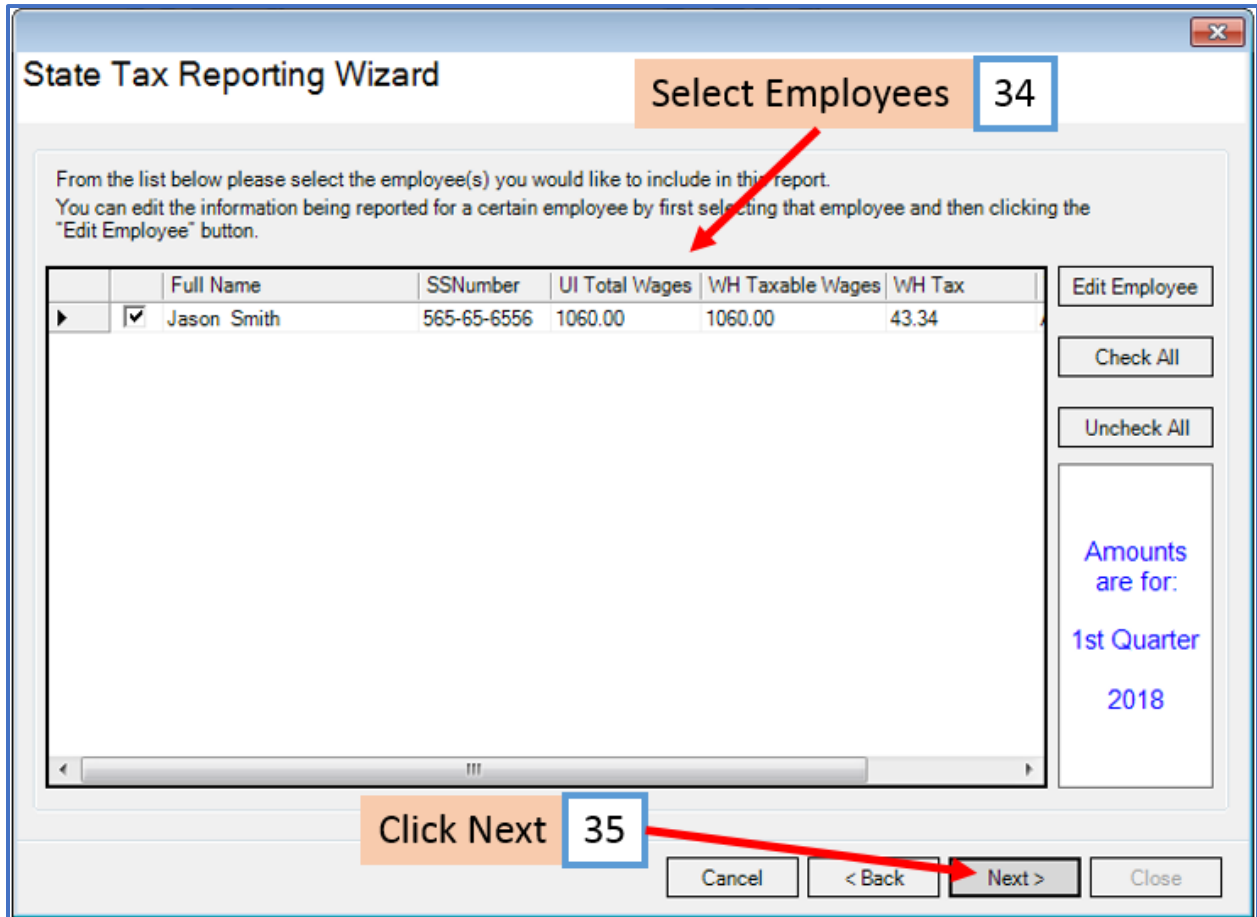 State Tax Reporting Wizard
Select Employees 34
From the list below please select the employee(s) you would like to include in this report.
You can edit the information being reported for a certain employee by first selecting that employee and then clicking the
"Edit Employee" button.
Full Name SSNumber UI Total Wages WH Taxable Wages WH Tax
Jason Smith 565-65-6556 1060.00 1060.00 43.34
Edit Employee
Check All
Uncheck All
Amounts
are for:
1st Quarter
2018
Click Next 35
Cancel < Back Next > Close